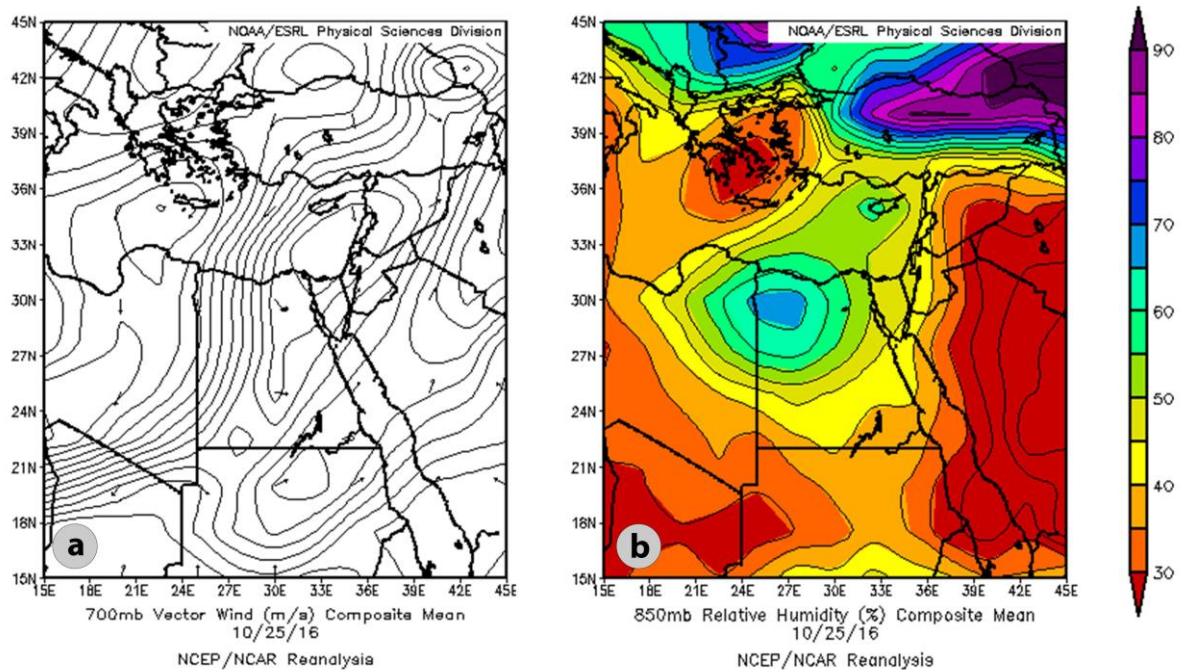 NOAA/ESRL Physical Sciences Division
45N
42N
39N
36N
33N
30N
27N
24N
21N
18N
15N
15E 18E 21E 24E 27E 30E 33E 36E 39E 42E 45E
a
700mb Vector Wind (m/s) Composite Mean
10/25/16
NCEP/NCAR Reanalysis
NOAA/ESRL Physical Sciences Division
45N
42N
39N
36N
33N
30N
27N
24N
21N
18N
15N
15E 18E 21E 24E 27E 30E 33E 36E 39E 42E 45E
b
850mb Relative Humidity (%) Composite Mean
10/25/16
NCEP/NCAR Reanalysis
90
80
70
60
50
40
30